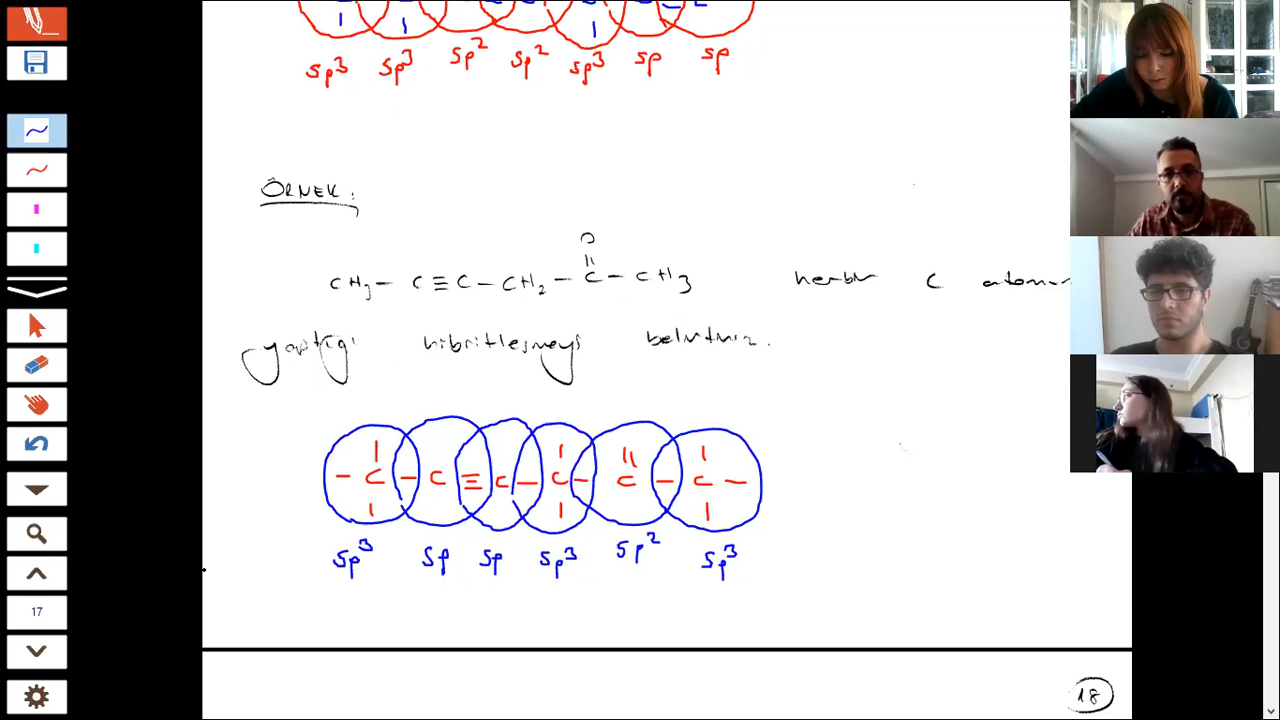 sp³ sp³ sp² sp² sp³ sp sp
ÖRNEK:
O
CH₃ – C ≡ C – CH₂ – C – CH₃ herbir C atomun
yaptığı hibritleşmeyi belirtiniz.
– C – C ≡ C – C – C – C –
sp³ sp sp sp³ sp² sp³
17
18